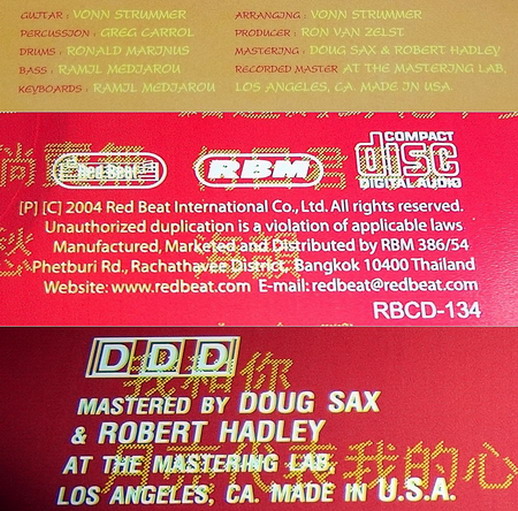 GUITAR : VONN STRUMMER
PERCUSSION : GREG CARROL
DRUMS : RONALD MARINUS
BASS : RAMIL MEDJAROU
KEYBOARDS : RAMIL MEDJAROU
ARRANGING : VONN STRUMMER
PRODUCER : RON VAN ZELST
MASTERING : DOUG SAX & ROBERT HADLEY
RECORDED MASTER AT THE MASTERING LAB,
LOS ANGELES, CA. MADE IN USA.
Red Beat
RBM
COMPACT
disc
DIGITAL AUDIO
[P] [C] 2004 Red Beat International Co., Ltd. All rights reserved.
Unauthorized duplication is a violation of applicable laws
Manufactured, Marketed and Distributed by RBM 386/54
Phetburi Rd., Rachathavee District, Bangkok 10400 Thailand
Website: www.redbeat.com E-mail: redbeat@redbeat.com
RBCD-134
DDD
我和你
MASTERED BY DOUG SAX
& ROBERT HADLEY
AT THE MASTERING LAB,
月亮代表我的心
LOS ANGELES, CA. MADE IN U.S.A.